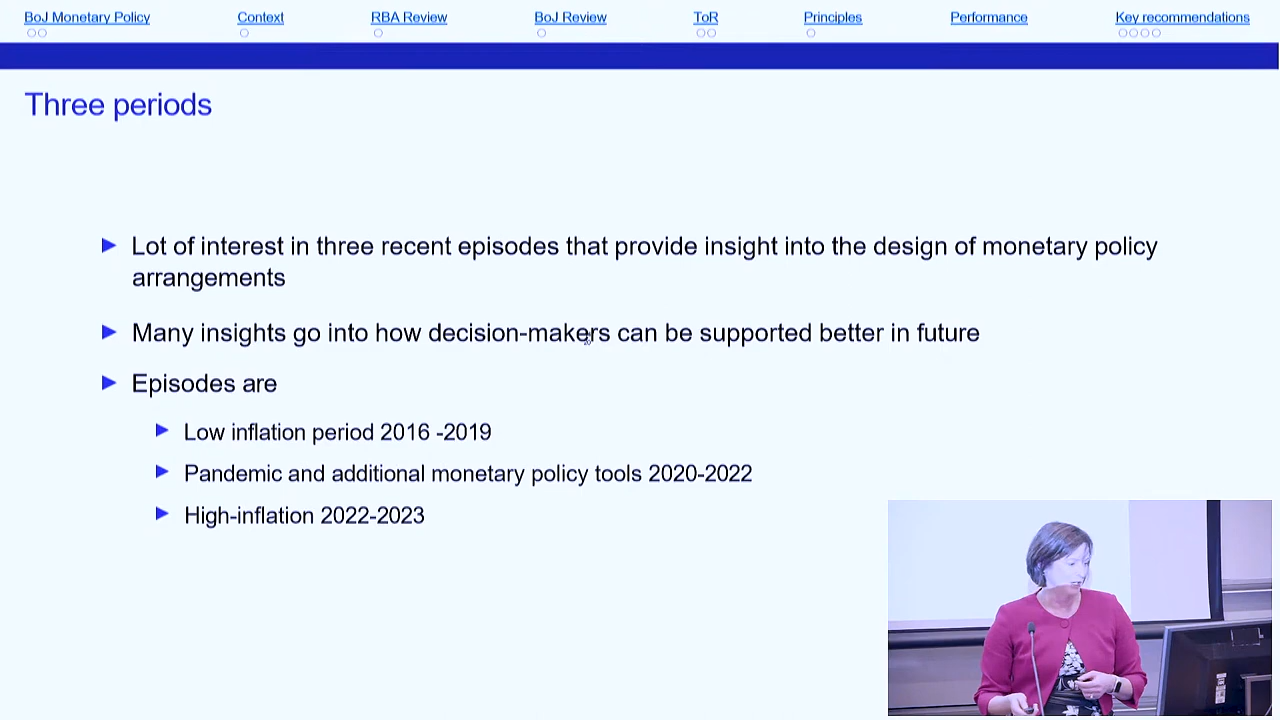 BoJ Monetary Policy Context RBA Review BoJ Review ToR Principles Performance Key recommendations
Three periods
Lot of interest in three recent episodes that provide insight into the design of monetary policy
arrangements
Many insights go into how decision-makers can be supported better in future
Episodes are
Low inflation period 2016 -2019
Pandemic and additional monetary policy tools 2020-2022
High-inflation 2022-2023